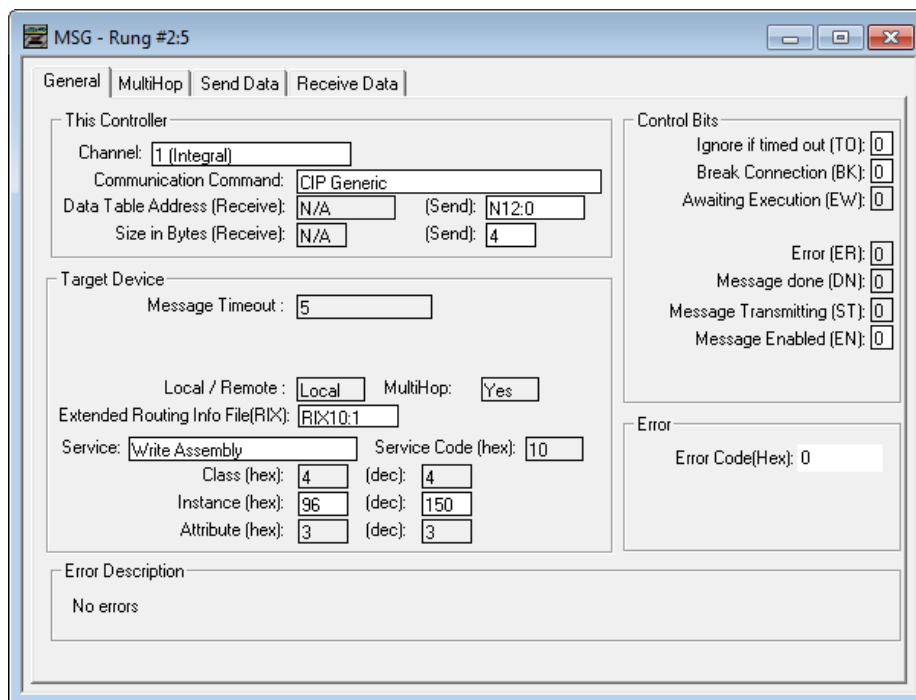 MSG - Rung #2:5
General MultiHop Send Data Receive Data
This Controller
Channel: 1 (Integral)
Communication Command: CIP Generic
Data Table Address (Receive): N/A (Send): N12:0
Size in Bytes (Receive): N/A (Send): 4
Target Device
Message Timeout : 5
Local / Remote : Local MultiHop: Yes
Extended Routing Info File(RIX): RIX10:1
Service: Write Assembly Service Code (hex): 10
Class (hex): 4 (dec): 4
Instance (hex): 96 (dec): 150
Attribute (hex): 3 (dec): 3
Control Bits
Ignore if timed out (TO): 0
Break Connection (BK): 0
Awaiting Execution (EW): 0
Error (ER): 0
Message done (DN): 0
Message Transmitting (ST): 0
Message Enabled (EN): 0
Error
Error Code(Hex): 0
Error Description
No errors